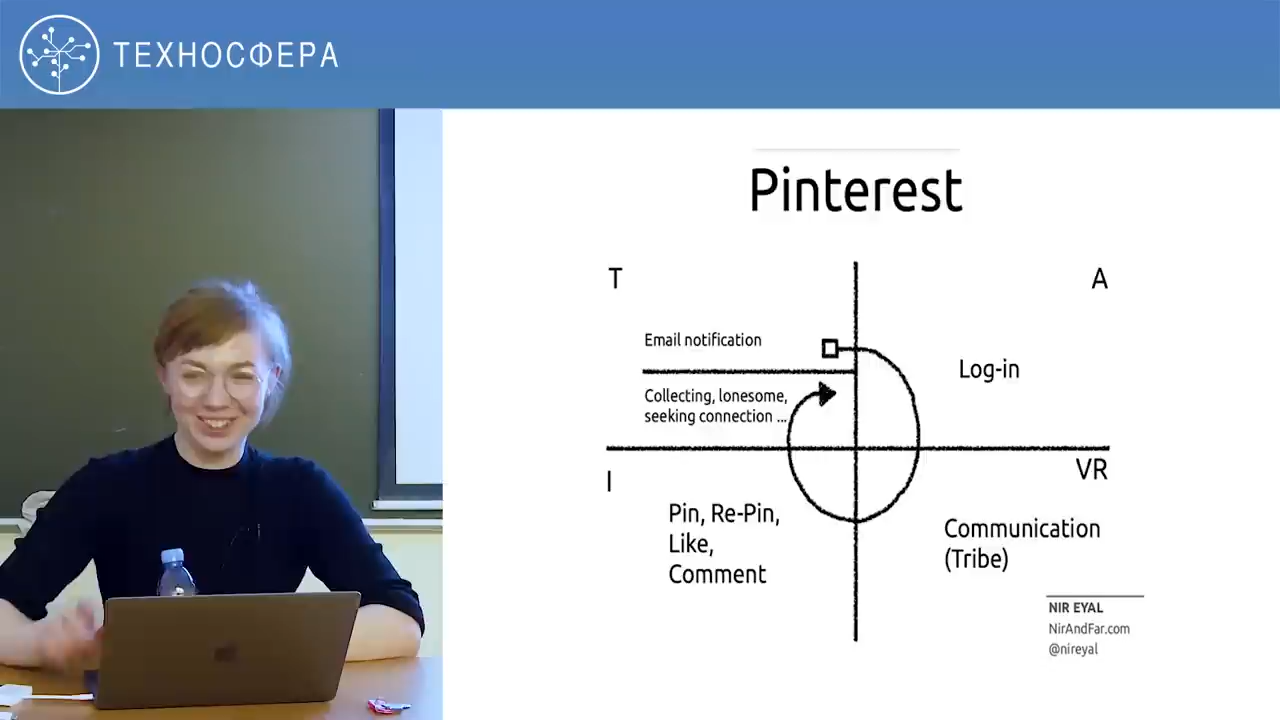 ТЕХНОСФЕРА
Pinterest
T
A
Email notification
Log-in
Collecting, lonesome,
seeking connection ...
I
VR
Pin, Re-Pin,
Like,
Comment
Communication
(Tribe)
NIR EYAL
NirAndFar.com
@nireyal